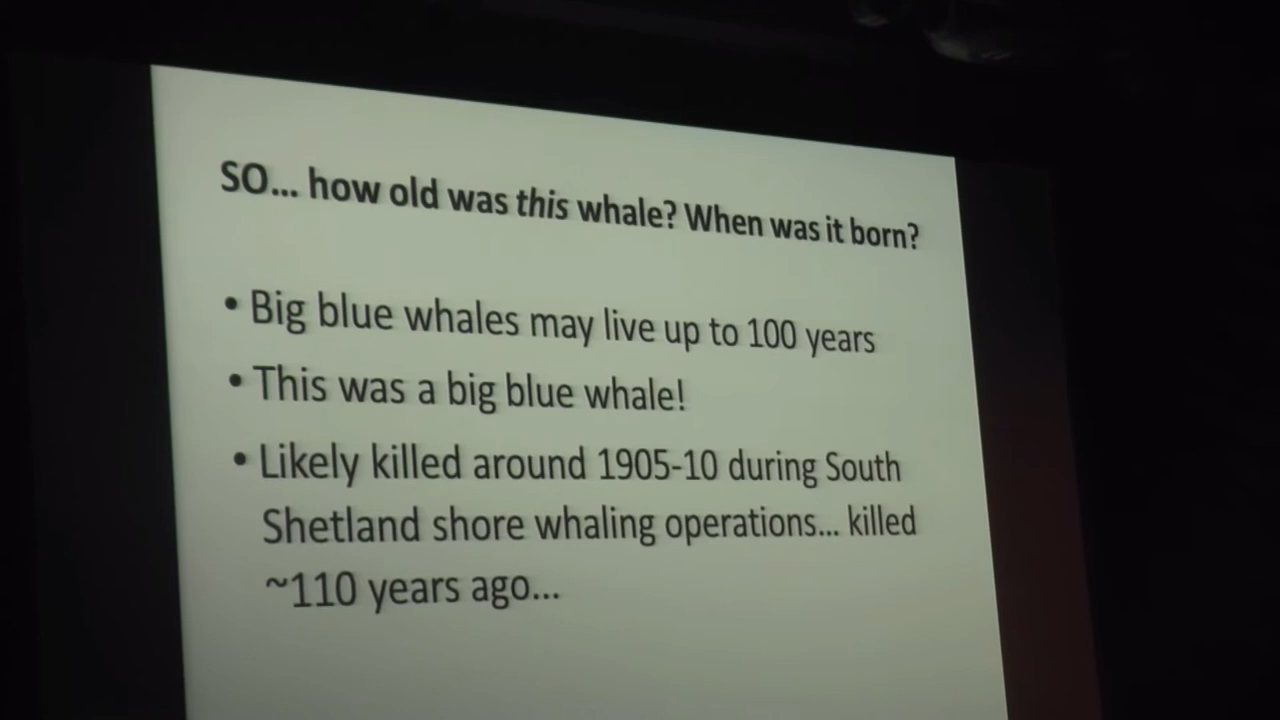 SO... how old was this whale? When was it born?
• Big blue whales may live up to 100 years
• This was a big blue whale!
• Likely killed around 1905-10 during South
Shetland shore whaling operations... killed
~110 years ago...